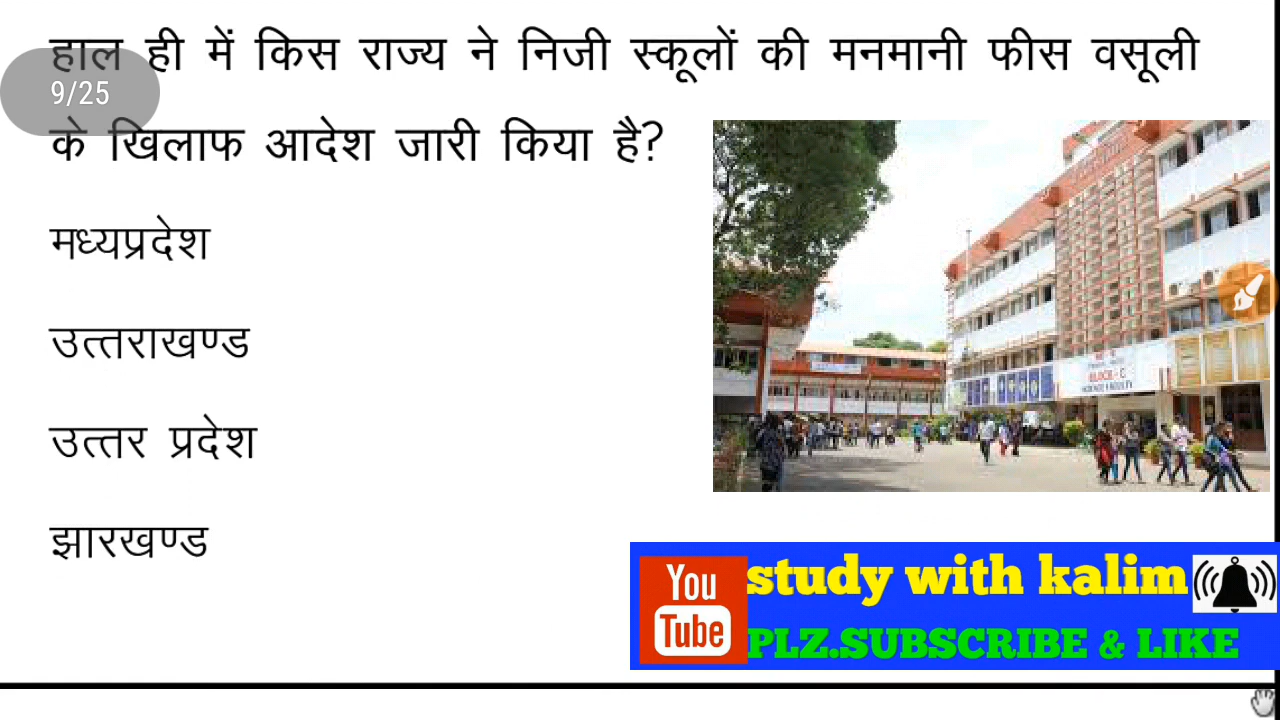 हाल ही में किस राज्य ने निजी स्कूलों की मनमानी फीस वसूली
9/25
के खिलाफ आदेश जारी किया है?
मध्यप्रदेश
उत्तराखण्ड
उत्तर प्रदेश
झारखण्ड
BLOCK - C
You
Tube
study with kalim
PLZ.SUBSCRIBE & LIKE